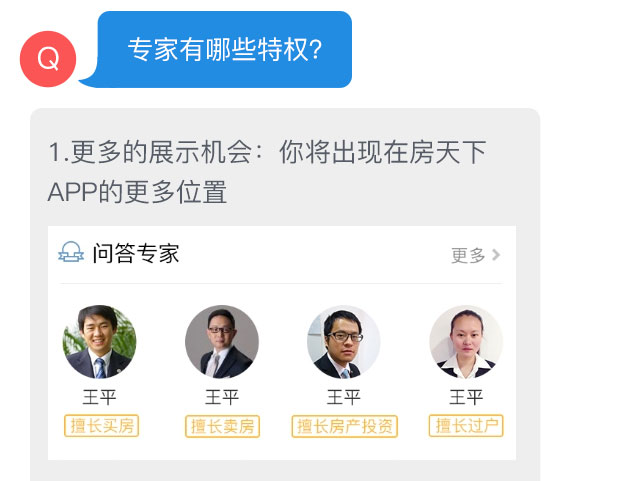 Q
专家有哪些特权?
1.更多的展示机会：你将出现在房天下
APP的更多位置
问答专家
更多
王平 王平 王平 王平
擅长买房 擅长卖房 擅长房产投资 擅长过户